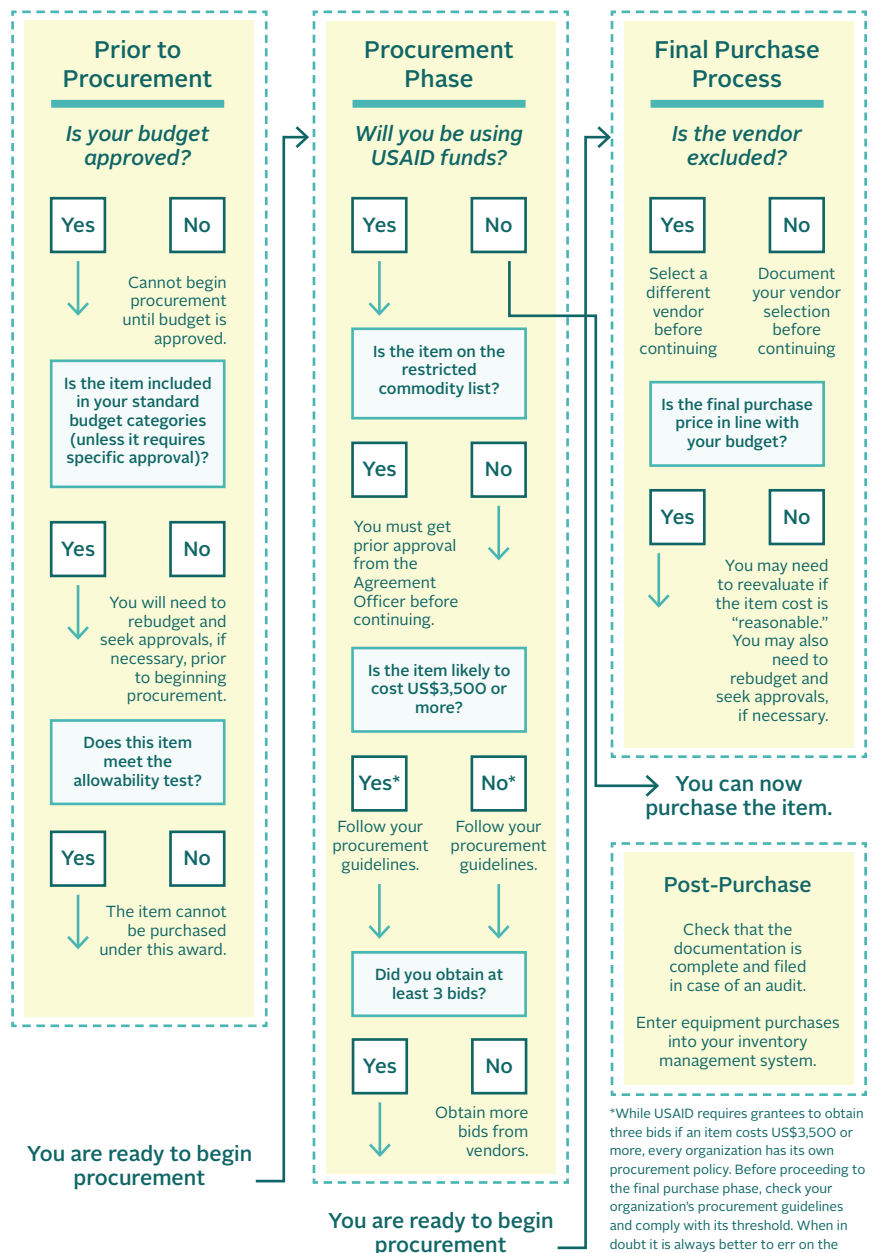 Prior to
Procurement
Is your budget
approved?
Yes
No
Cannot begin
procurement
until budget is
approved.
Is the item included
in your standard
budget categories
(unless it requires
specific approval)?
Yes
No
You will need to
rebudget and
seek approvals, if
necessary, prior
to beginning
procurement.
Does this item
meet the
allowability test?
Yes
No
The item cannot
be purchased
under this award.
You are ready to begin
procurement
Procurement
Phase
Will you be using
USAID funds?
Yes
No
Is the item on the
restricted
commodity list?
Yes
No
You must get
prior approval
from the
Agreement
Officer before
continuing.
Is the item likely to
cost US$3,500 or
more?
Yes*
No*
Follow your
procurement
guidelines.
Follow your
procurement
guidelines.
Did you obtain at
least 3 bids?
Yes
No
Obtain more
bids from
vendors.
You are ready to begin
procurement
Final Purchase
Process
Is the vendor
excluded?
Yes
No
Select a
different
vendor
before
continuing
Document
your vendor
selection
before
continuing
Is the final purchase
price in line with
your budget?
Yes
No
You may need
to reevaluate if
the item cost is
“reasonable.”
You may also
need to
rebudget and
seek approvals,
if necessary.
You can now
purchase the item.
Post-Purchase
Check that the
documentation is
complete and filed
in case of an audit.
Enter equipment purchases
into your inventory
management system.
*While USAID requires grantees to obtain
three bids if an item costs US$3,500 or
more, every organization has its own
procurement policy. Before proceeding to
the final purchase phase, check your
organization’s procurement guidelines
and comply with its threshold. When in
doubt it is always better to err on the